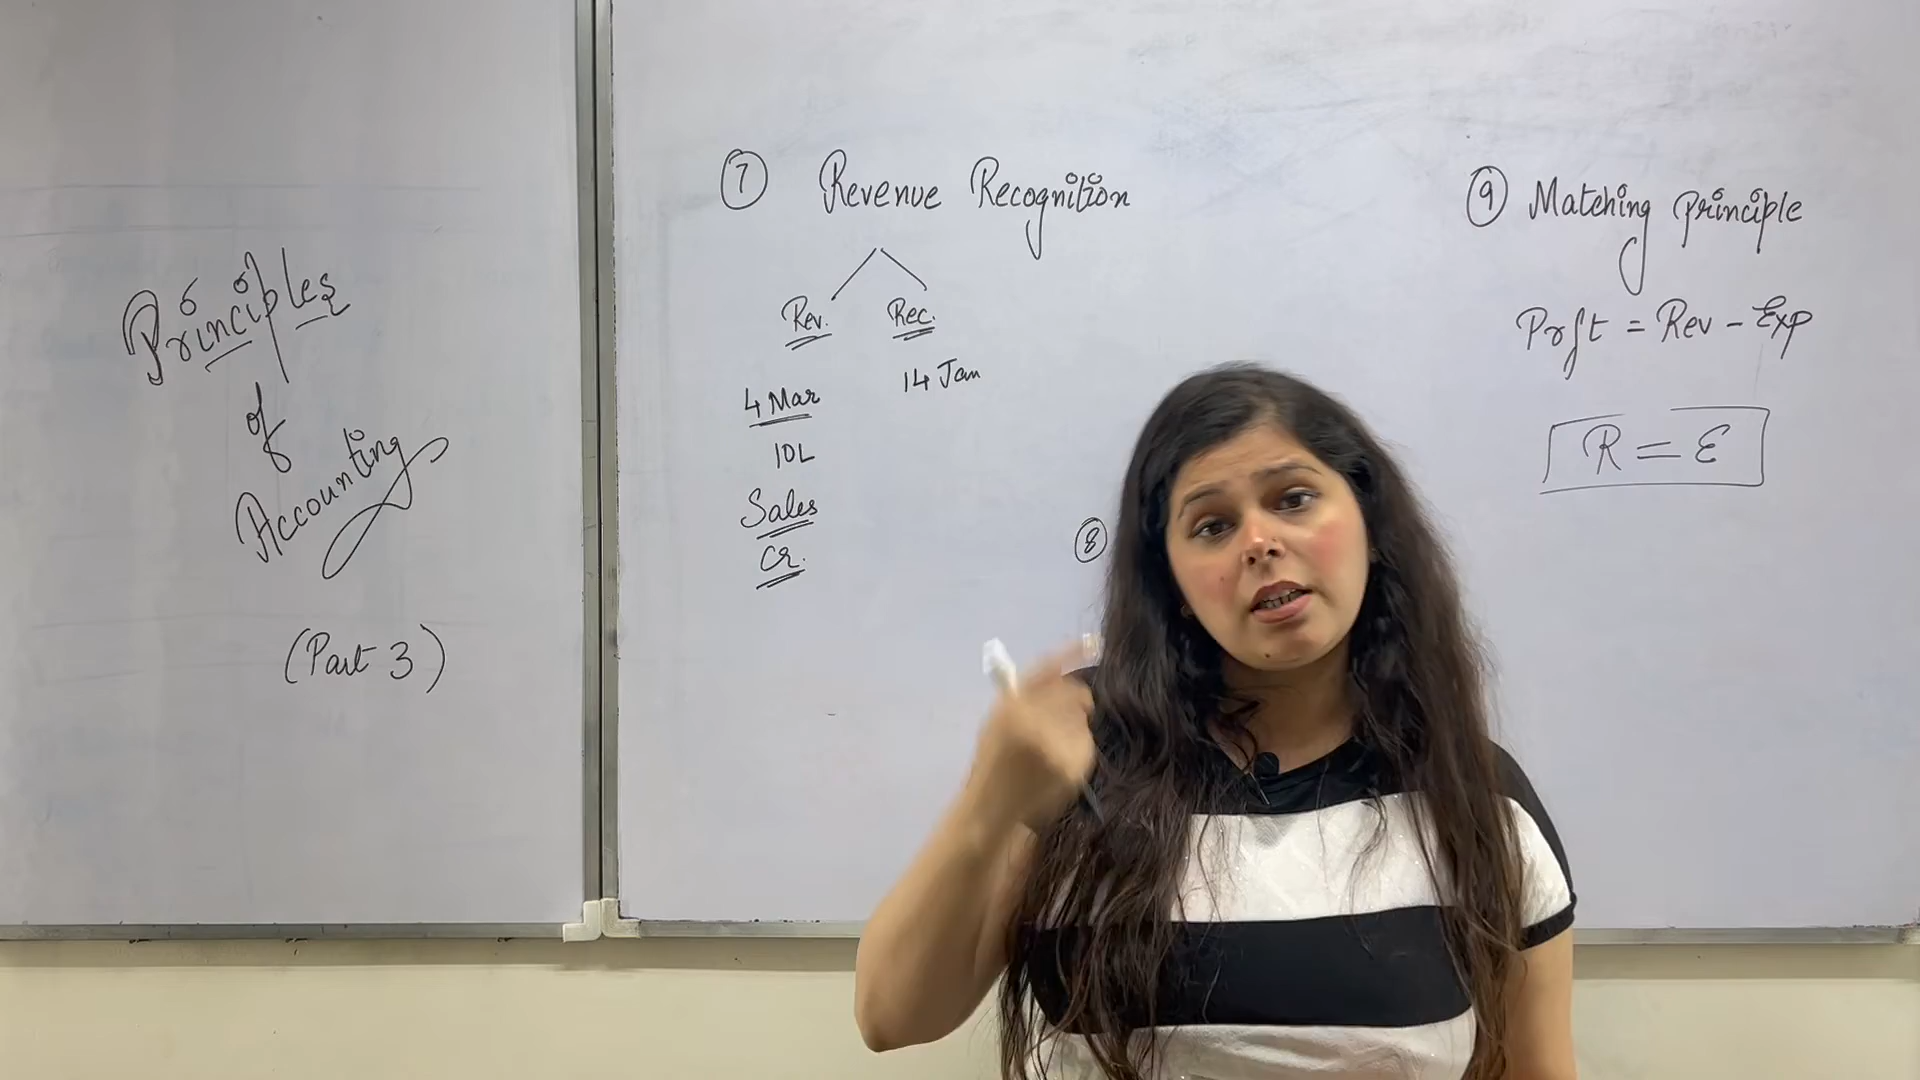 Principles
of
Accounting
(Part 3)
7 Revenue Recognition
Rev. Rec.
4 Mar 14 Jan
10L
Sales
Cr.
8
9 Matching principle
Proft = Rev - Exp
R = E